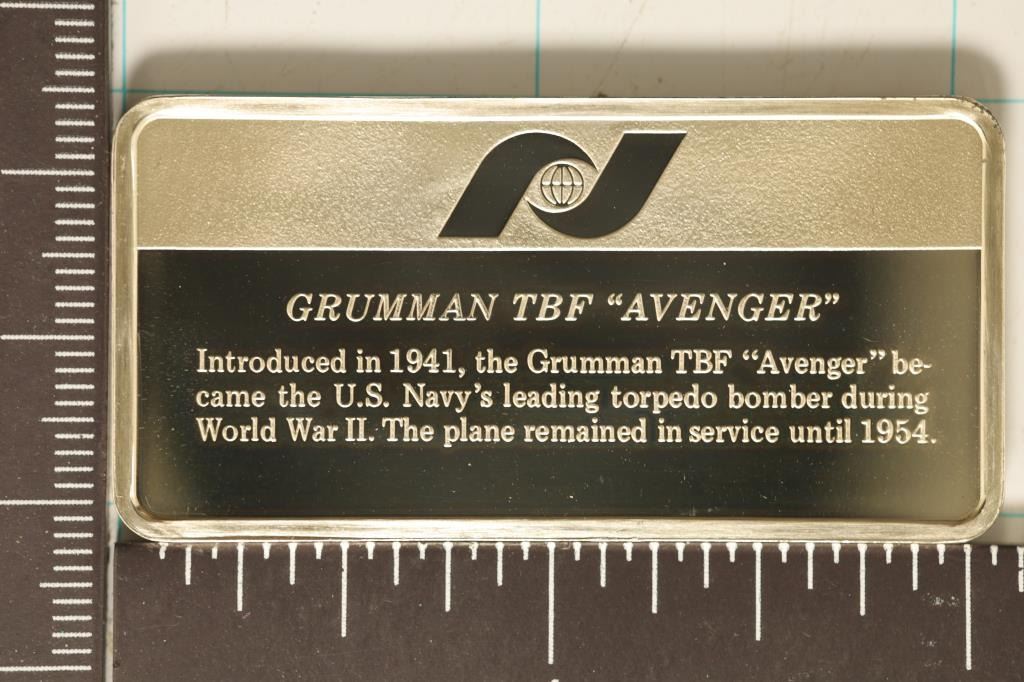 GRUMMAN TBF “AVENGER”
Introduced in 1941, the Grumman TBF “Avenger” be-
came the U.S. Navy’s leading torpedo bomber during
World War II. The plane remained in service until 1954.